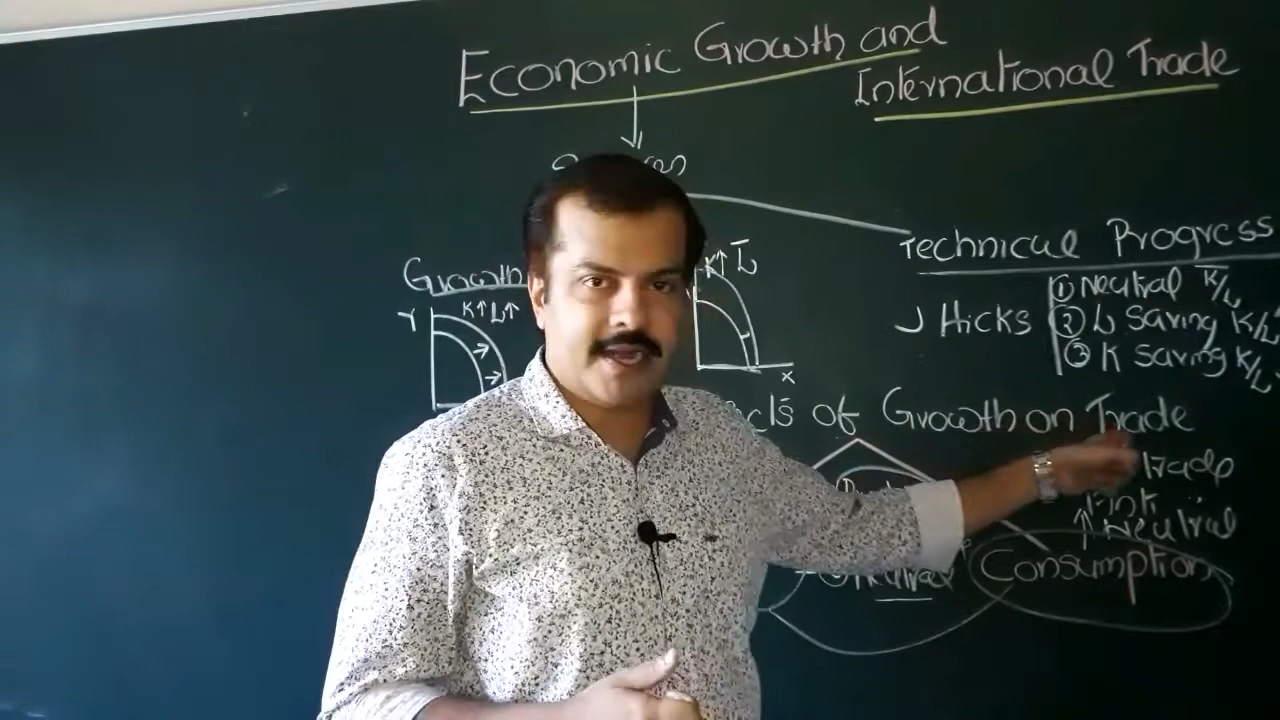 Economic Growth and
International Trade
Technical Progress
Growth
K↑ L↑
Y
K↑ L̅
X
J Hicks
① Neutral K̅/L
② L Saving K/L
③ K Saving K/L
of Growth on Trade
Trade
Neutral
Neutral
Consumption